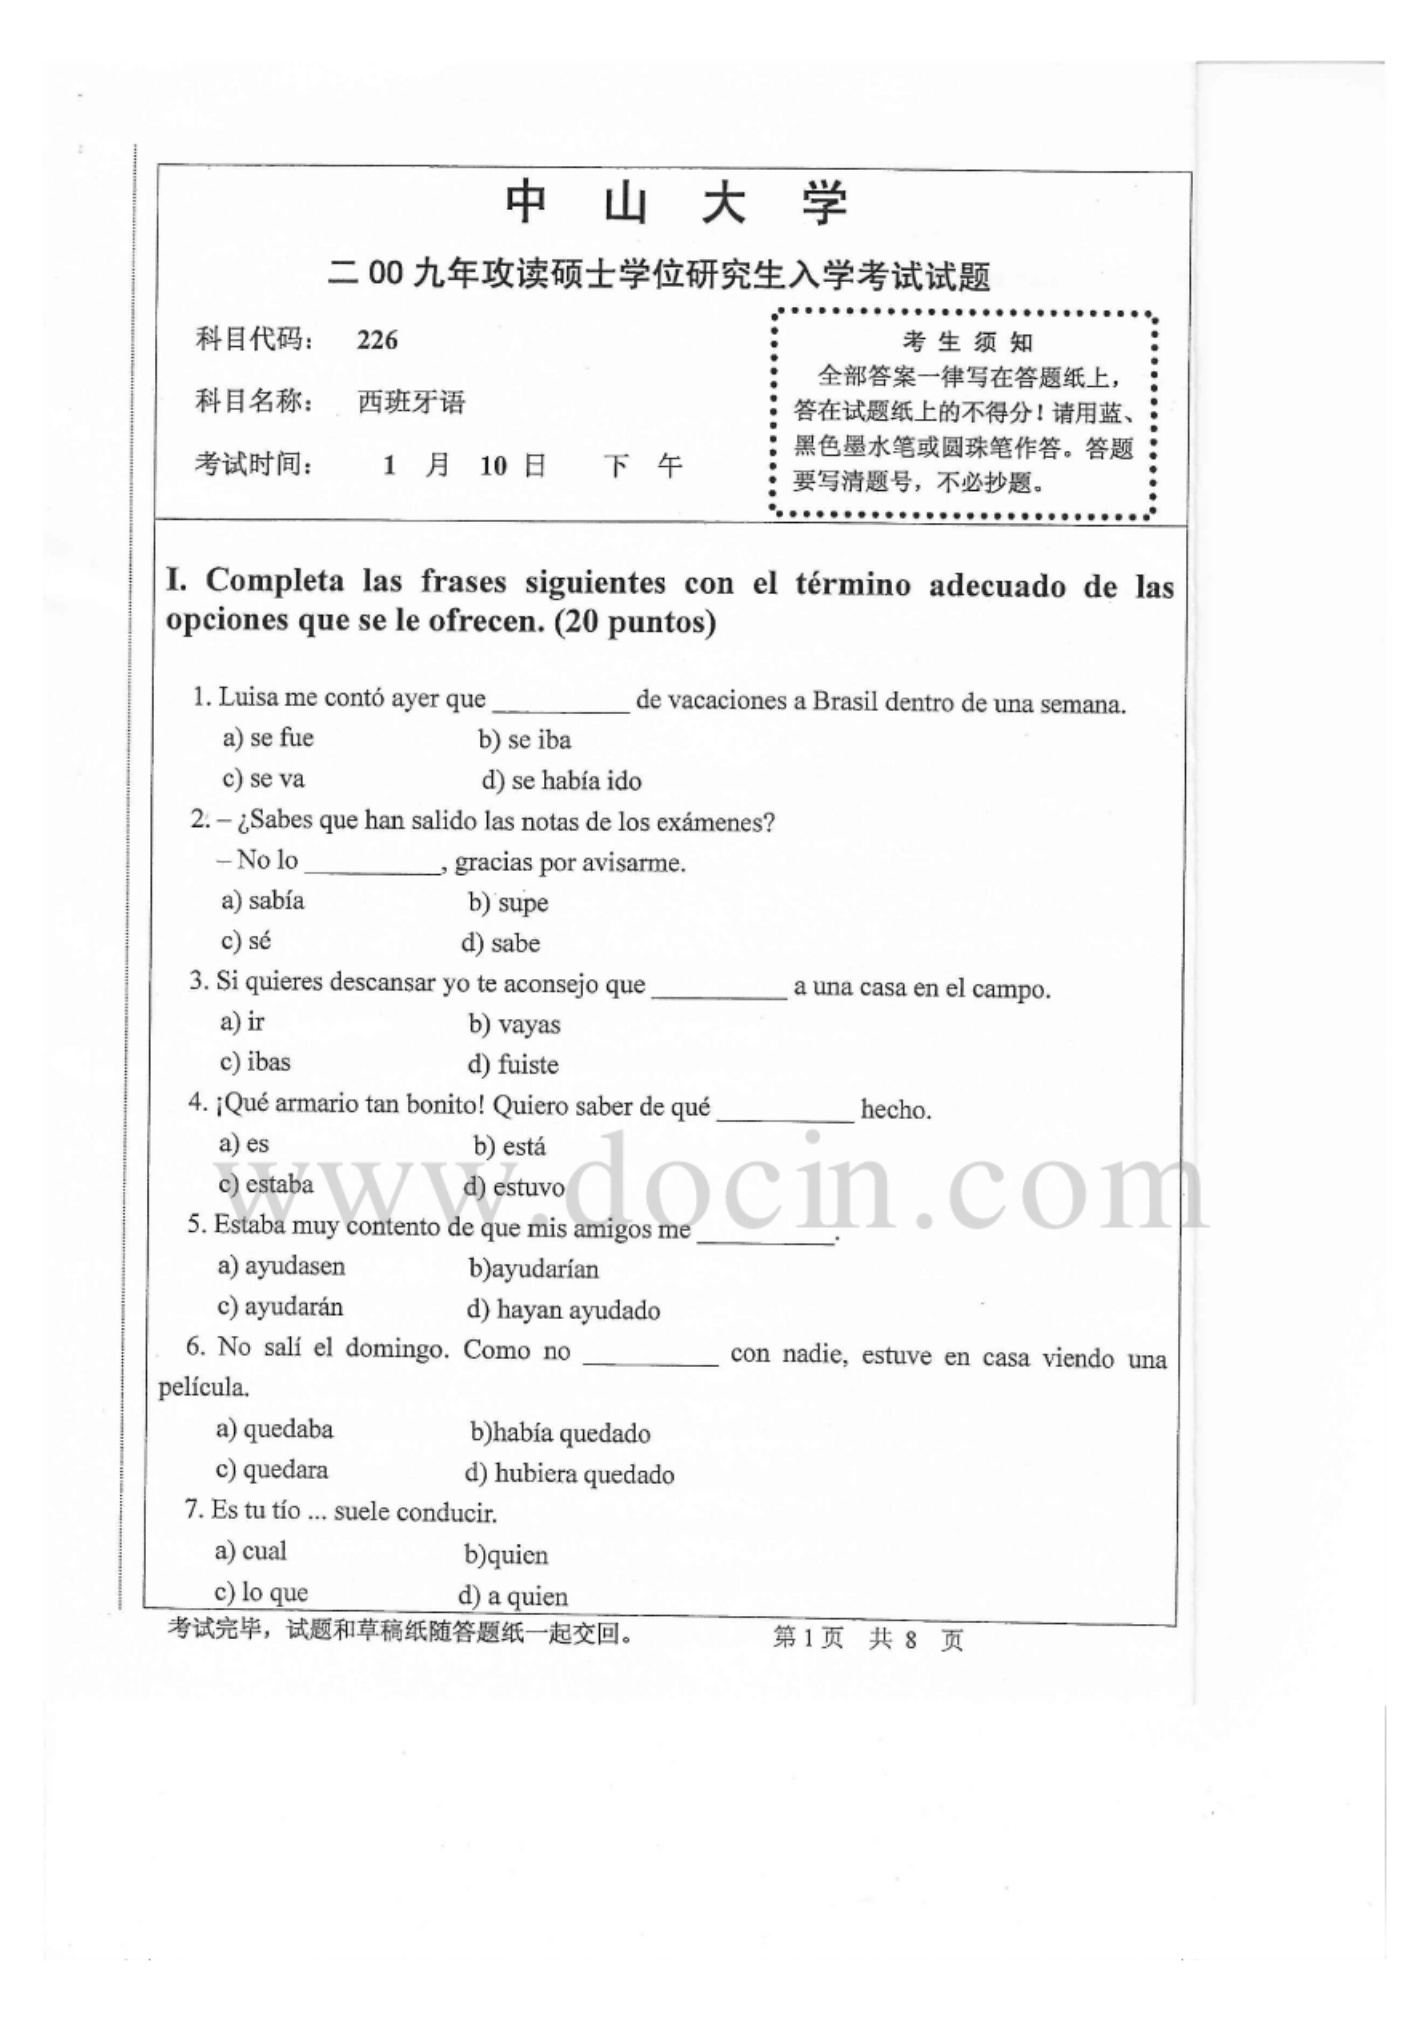 中 山 大 学
二00九年攻读硕士学位研究生入学考试试题
科目代码： 226
科目名称： 西班牙语
考试时间： 1 月 10 日 下 午
考 生 须 知
全部答案一律写在答题纸上，
答在试题纸上的不得分！请用蓝、
黑色墨水笔或圆珠笔作答。答题
要写清题号，不必抄题。
I. Completa las frases siguientes con el término adecuado de las
opciones que se le ofrecen. (20 puntos)
1. Luisa me contó ayer que __________ de vacaciones a Brasil dentro de una semana.
a) se fue b) se iba
c) se va d) se había ido
2. – ¿Sabes que han salido las notas de los exámenes?
– No lo __________, gracias por avisarme.
a) sabía b) supe
c) sé d) sabe
3. Si quieres descansar yo te aconsejo que __________ a una casa en el campo.
a) ir b) vayas
c) ibas d) fuiste
4. ¡Qué armario tan bonito! Quiero saber de qué __________ hecho.
a) es b) está
c) estaba d) estuvo
5. Estaba muy contento de que mis amigos me __________.
a) ayudasen b)ayudarían
c) ayudarán d) hayan ayudado
6. No salí el domingo. Como no __________ con nadie, estuve en casa viendo una
película.
a) quedaba b)había quedado
c) quedara d) hubiera quedado
7. Es tu tío ... suele conducir.
a) cual b)quien
c) lo que d) a quien
考试完毕，试题和草稿纸随答题纸一起交回。 第 1 页 共 8 页
www.docin.com